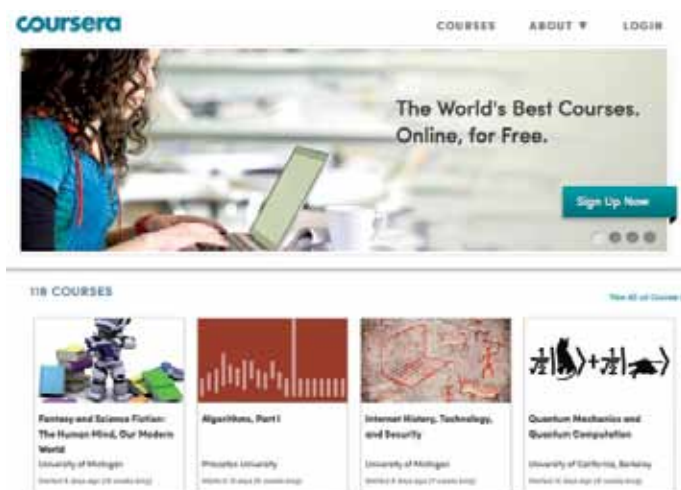 coursera
COURSES ABOUT ▼ LOGIN
The World's Best Courses.
Online, for Free.
Sign Up Now
118 COURSES
Fantasy and Science Fiction:
The Human Mind, Our Modern
World
University of Michigan
Algorithms, Part I
Princeton University
Internet History, Technology,
and Security
University of Michigan
Quantum Mechanics and
Quantum Computation
University of California, Berkeley